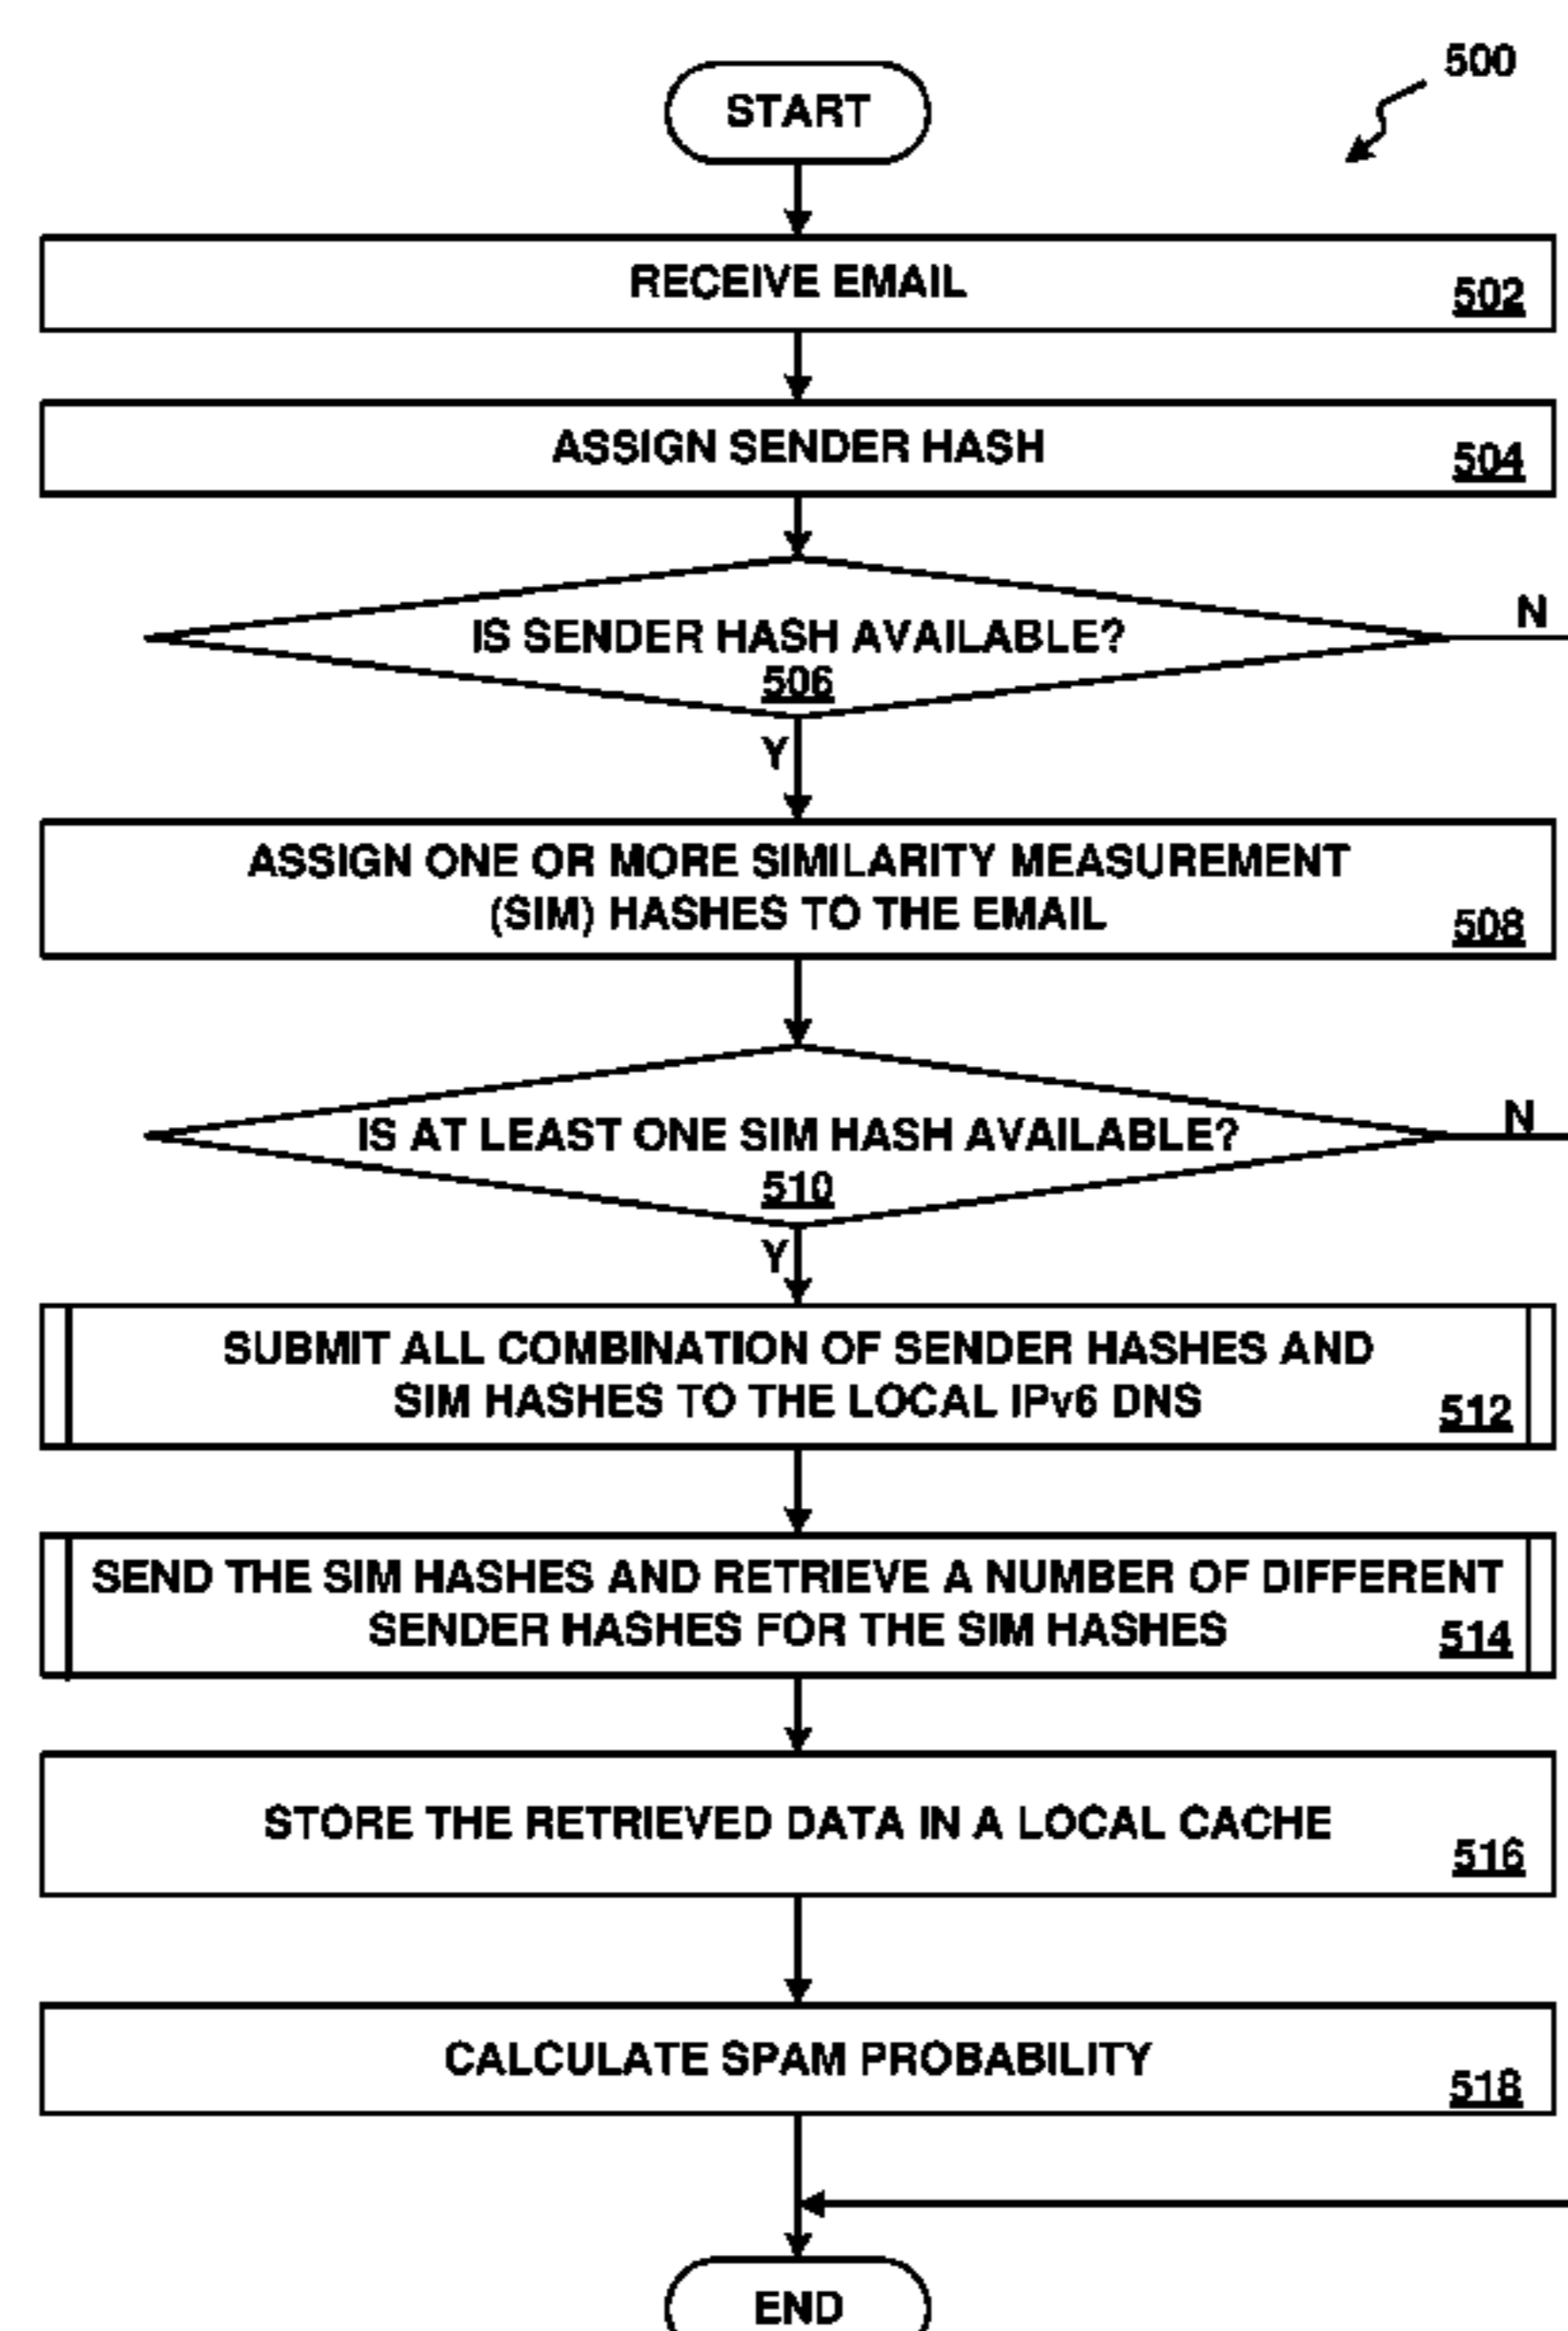 500
START
RECEIVE EMAIL
502
ASSIGN SENDER HASH
504
IS SENDER HASH AVAILABLE?
506
N
Y
ASSIGN ONE OR MORE SIMILARITY MEASUREMENT
(SIM) HASHES TO THE EMAIL
508
IS AT LEAST ONE SIM HASH AVAILABLE?
510
N
Y
SUBMIT ALL COMBINATION OF SENDER HASHES AND
SIM HASHES TO THE LOCAL IPv6 DNS
512
SEND THE SIM HASHES AND RETRIEVE A NUMBER OF DIFFERENT
SENDER HASHES FOR THE SIM HASHES
514
STORE THE RETRIEVED DATA IN A LOCAL CACHE
516
CALCULATE SPAM PROBABILITY
518
END